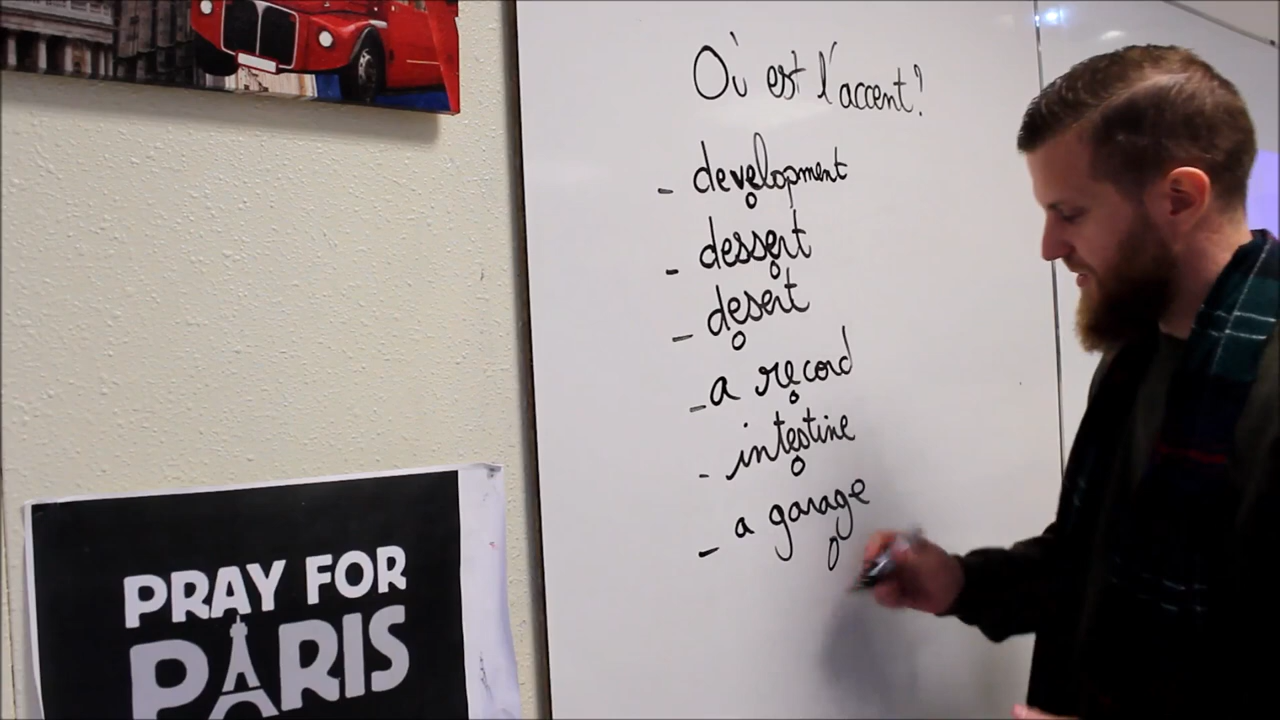 Où est l'accent?
- development
- dessert
- desert
- a record
- intestine
- a garage
PRAY FOR
PARIS